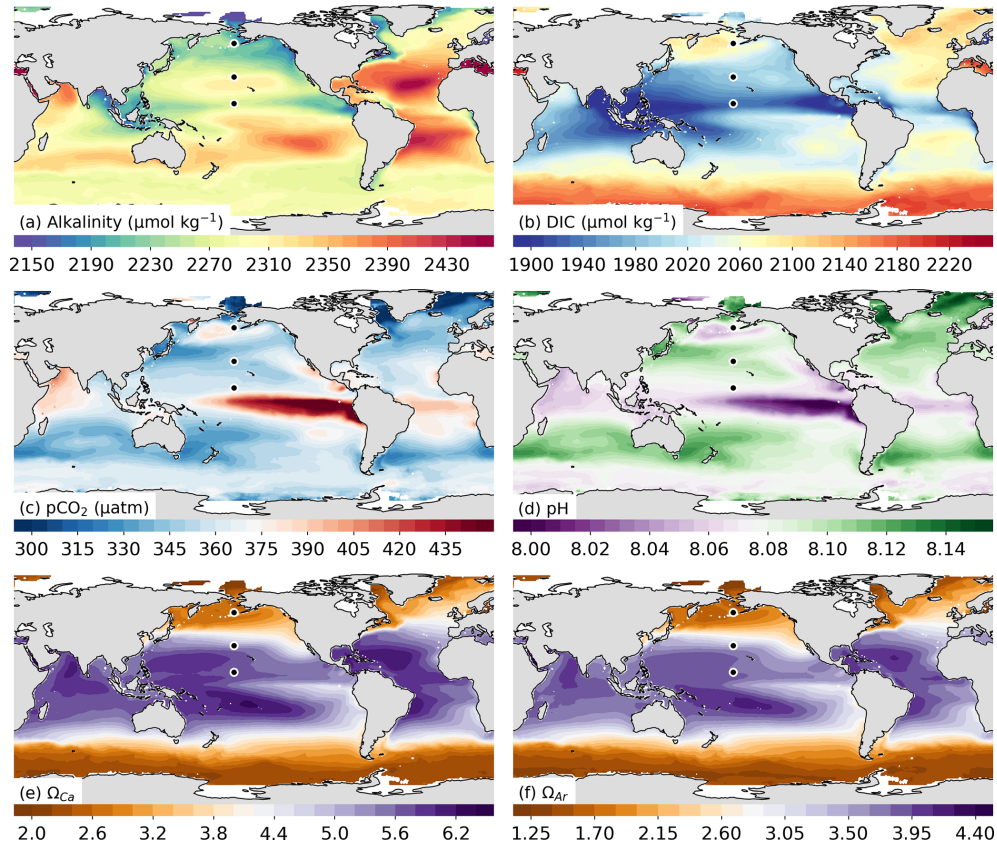 (a) Alkalinity (μmol kg⁻¹)
2150 2190 2230 2270 2310 2350 2390 2430
(b) DIC (μmol kg⁻¹)
1900 1940 1980 2020 2060 2100 2140 2180 2220
(c) pCO₂ (μatm)
300 315 330 345 360 375 390 405 420 435
(d) pH
8.00 8.02 8.04 8.06 8.08 8.10 8.12 8.14
(e) Ω_Ca
2.0 2.6 3.2 3.8 4.4 5.0 5.6 6.2
(f) Ω_Ar
1.25 1.70 2.15 2.60 3.05 3.50 3.95 4.40